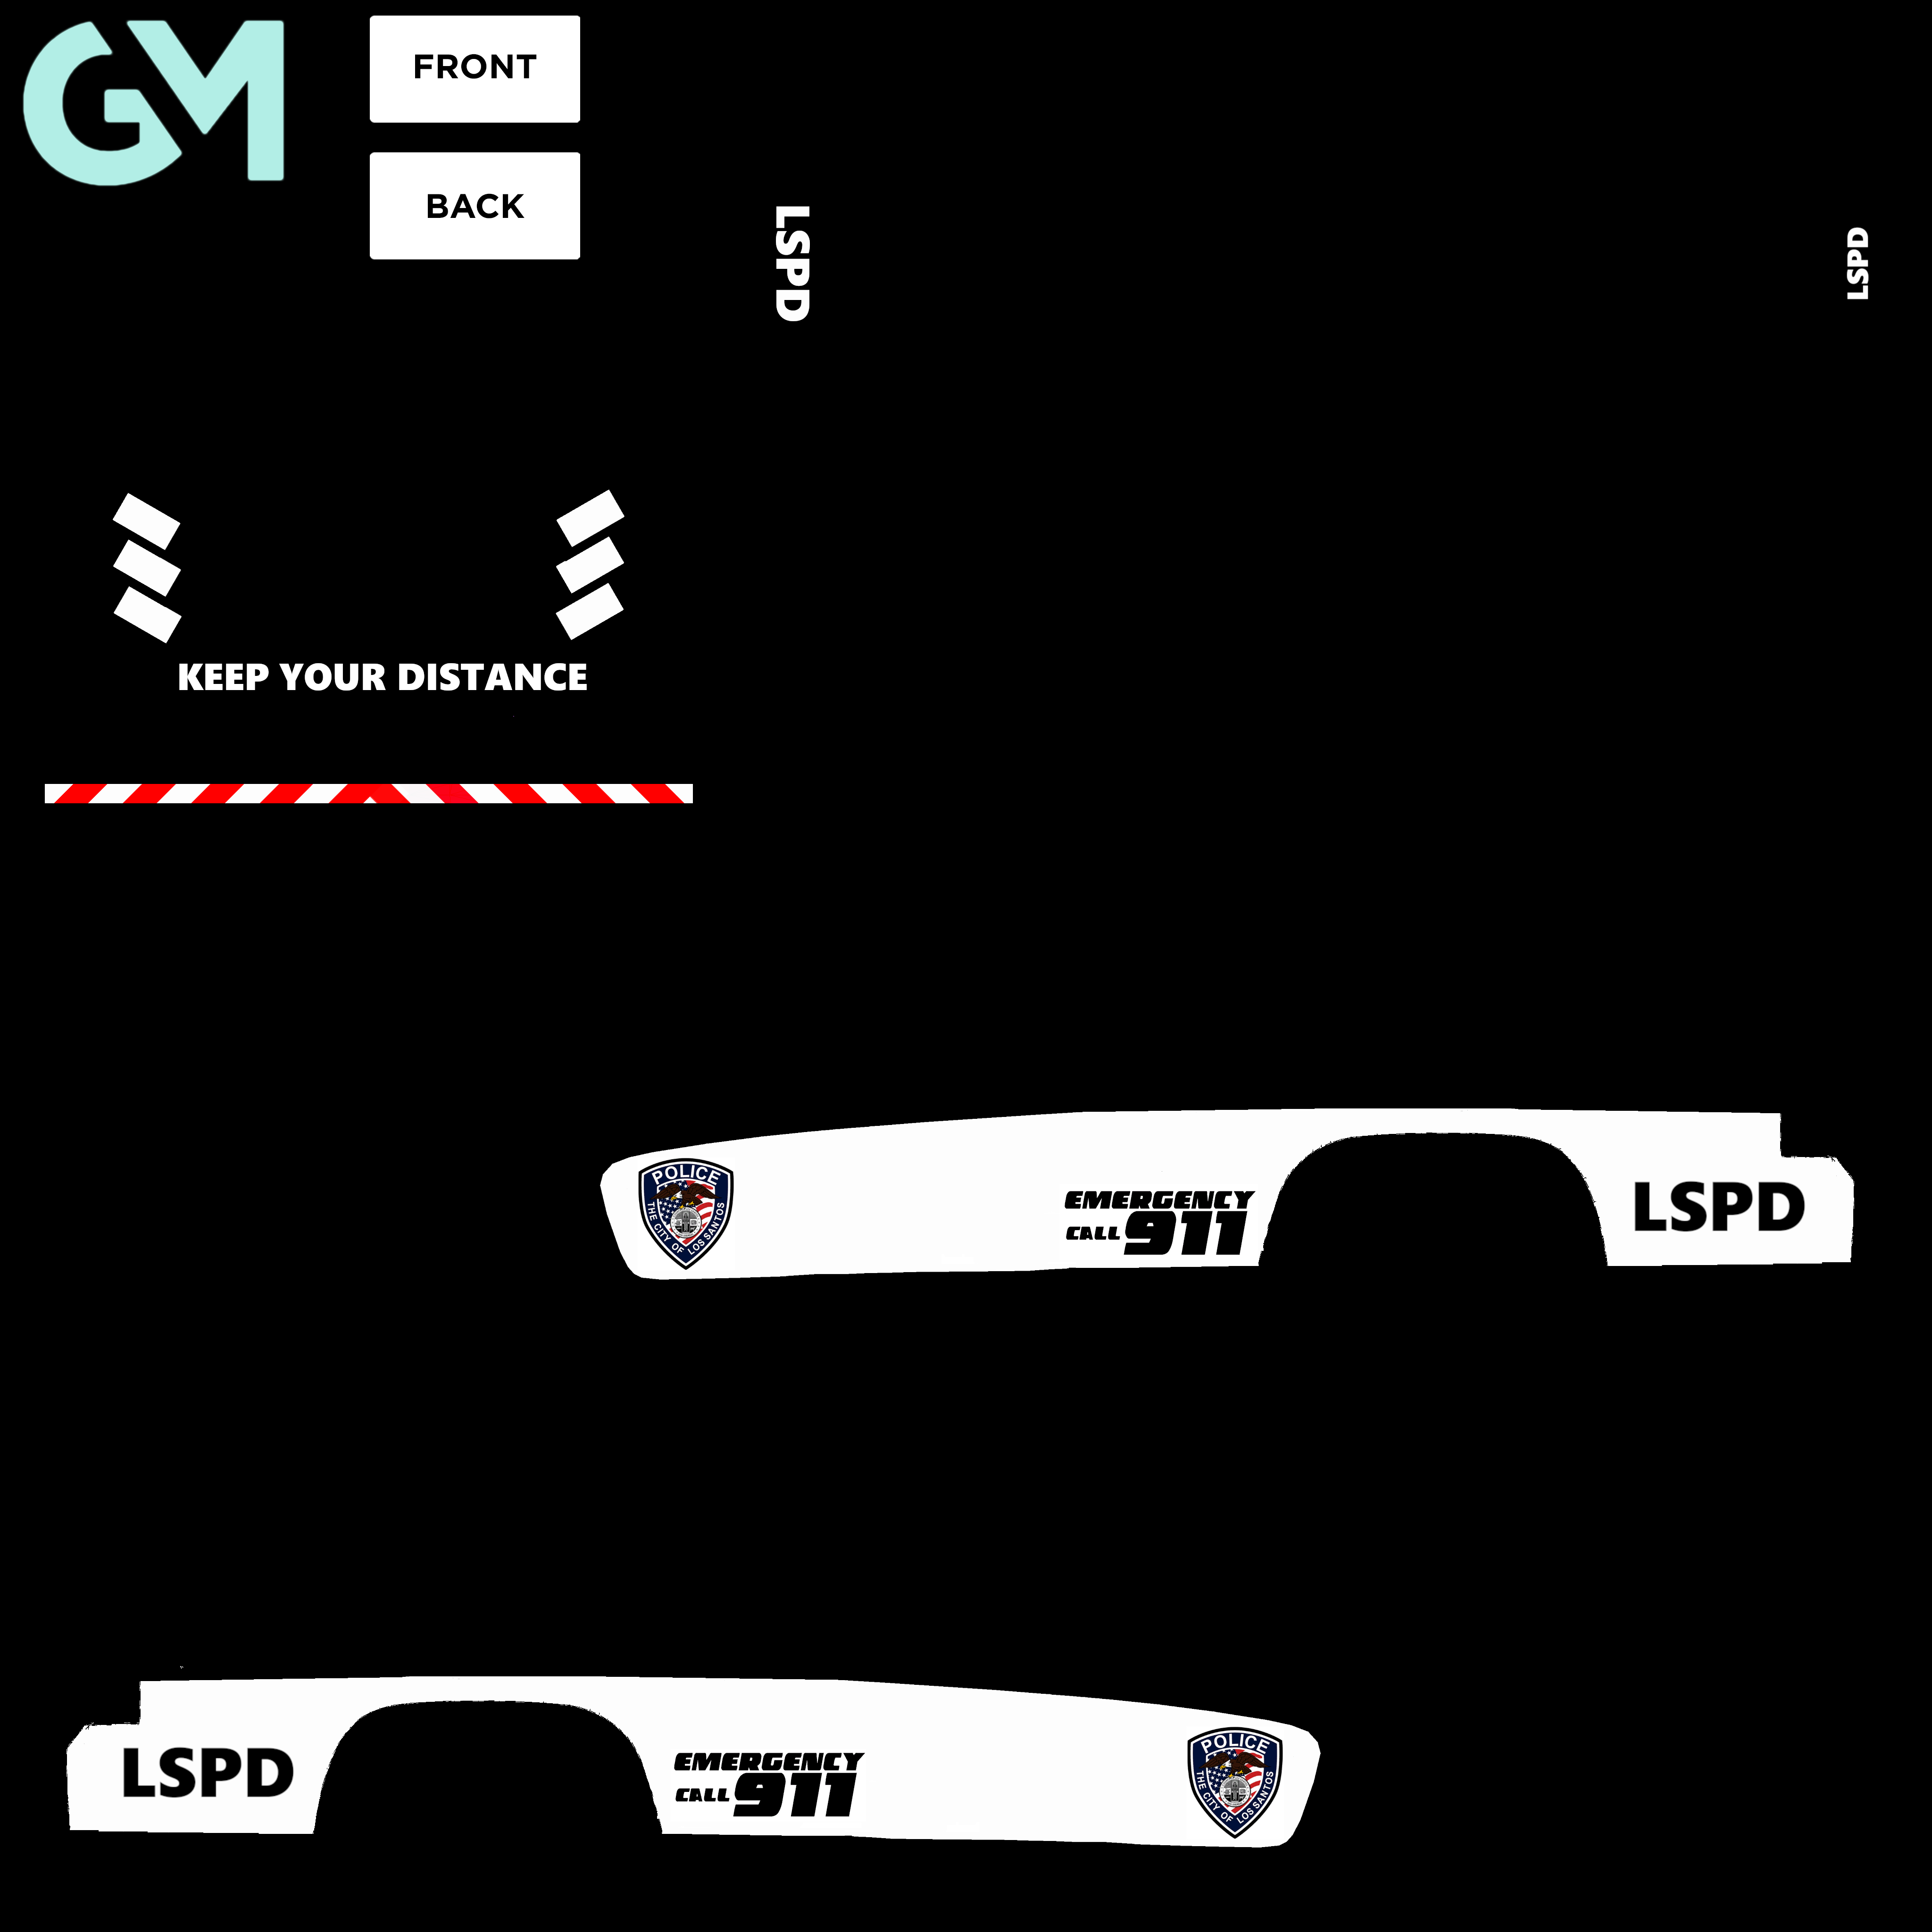 GM
FRONT
BACK
LSPD
LSPD
KEEP YOUR DISTANCE
POLICE
THE CITY OF LOS SANTOS
EMERGENCY
CALL 911
LSPD
LSPD
EMERGENCY
CALL 911
POLICE
THE CITY OF LOS SANTOS